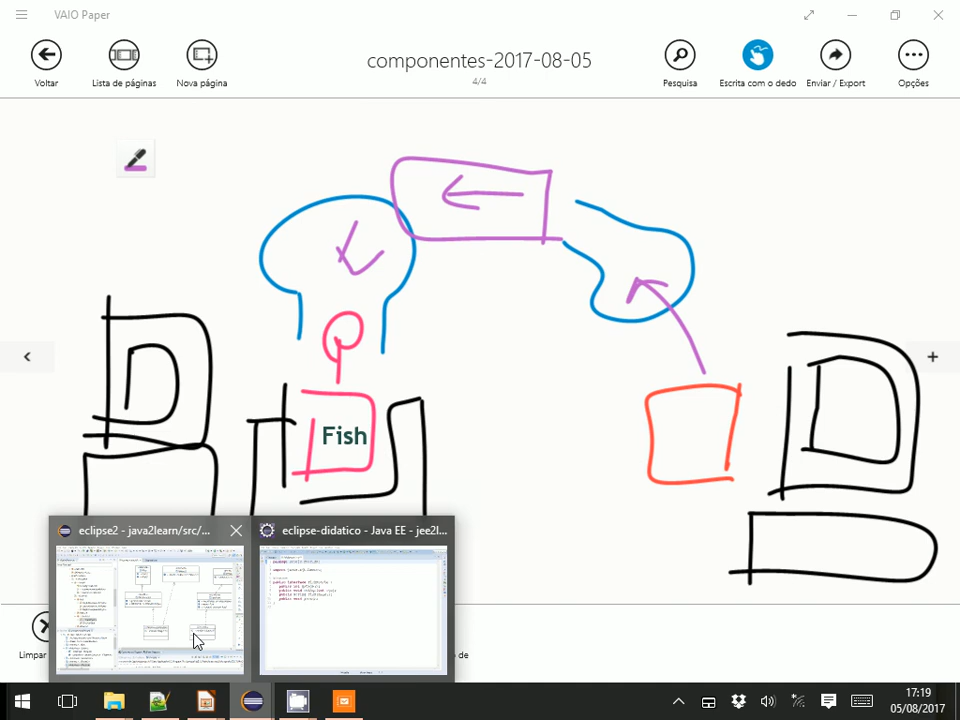 VAIO Paper
Voltar
Lista de páginas
Nova página
componentes-2017-08-05
4/4
Pesquisa
Escrita com o dedo
Enviar / Export
Opções
Fish
eclipse2 - java2learn/src/...
eclipse-didatico - Java EE - jee2l...
Limpar
de
17:19
05/08/2017